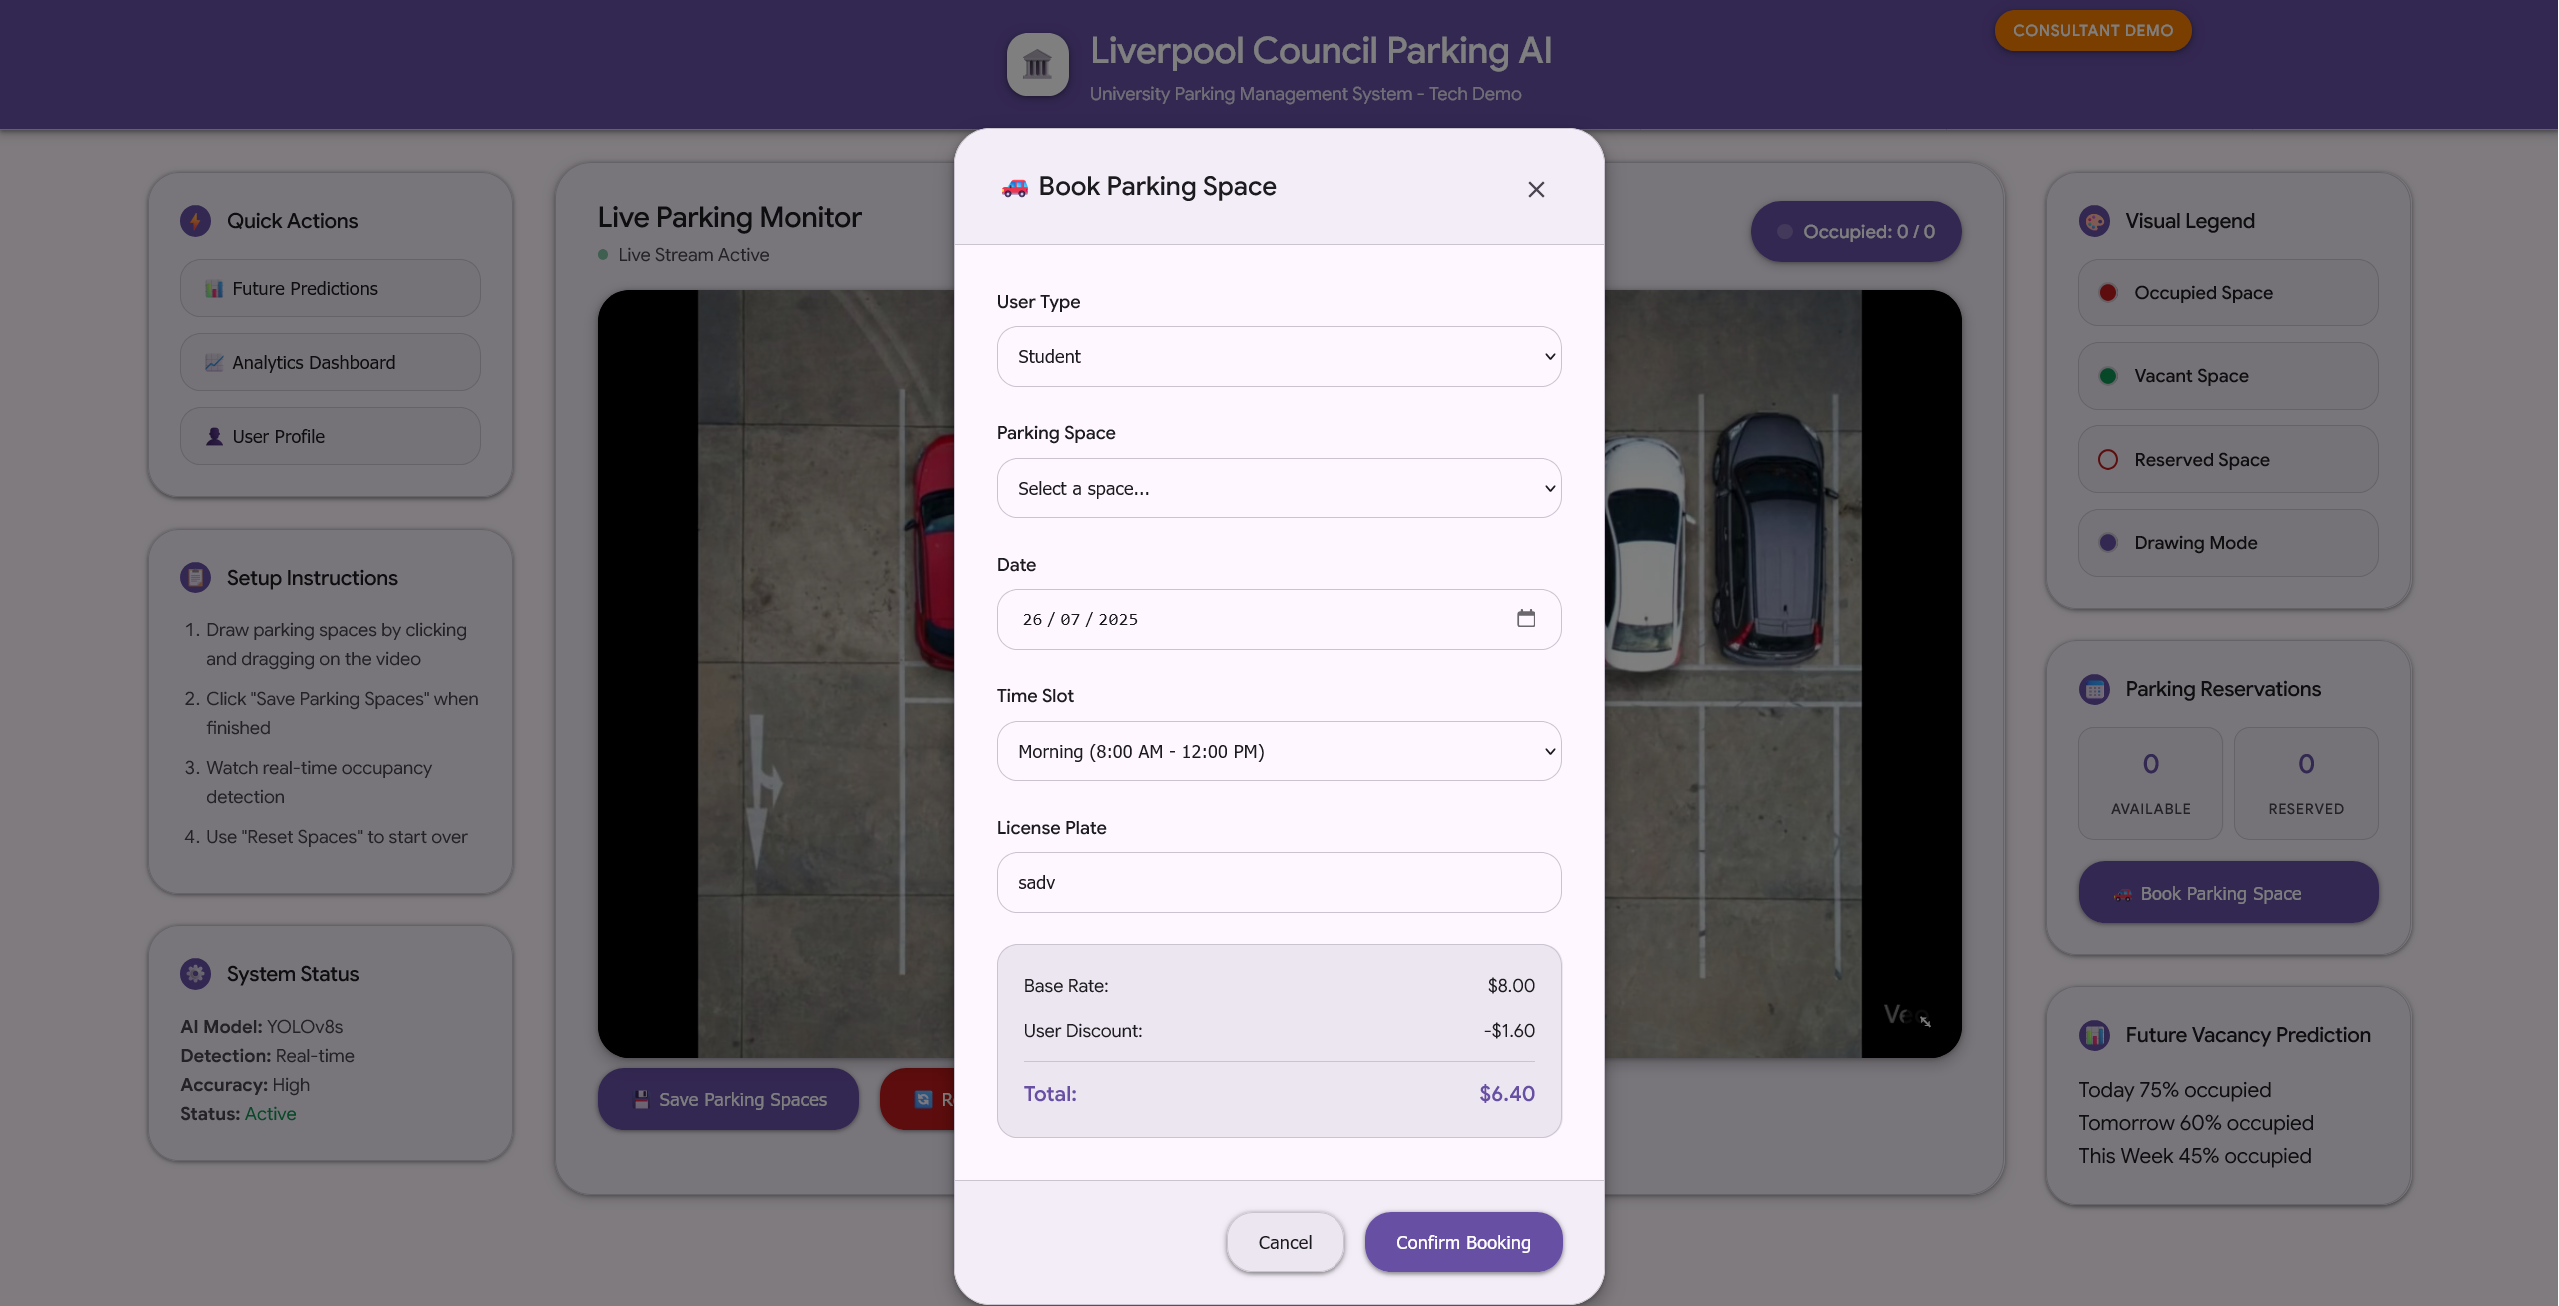 Liverpool Council Parking AI
University Parking Management System - Tech Demo
CONSULTANT DEMO
Quick Actions
Future Predictions
Analytics Dashboard
User Profile
Setup Instructions
1. Draw parking spaces by clicking
and dragging on the video
2. Click "Save Parking Spaces" when
finished
3. Watch real-time occupancy
detection
4. Use "Reset Spaces" to start over
System Status
AI Model: YOLOv8s
Detection: Real-time
Accuracy: High
Status: Active
Live Parking Monitor
Live Stream Active
Occupied: 0 / 0
Save Parking Spaces
Book Parking Space
User Type
Student
Parking Space
Select a space...
Date
26 / 07 / 2025
Time Slot
Morning (8:00 AM - 12:00 PM)
License Plate
sadv
Base Rate: $8.00
User Discount: -$1.60
Total: $6.40
Cancel
Confirm Booking
Visual Legend
Occupied Space
Vacant Space
Reserved Space
Drawing Mode
Parking Reservations
0
AVAILABLE
0
RESERVED
Book Parking Space
Future Vacancy Prediction
Today 75% occupied
Tomorrow 60% occupied
This Week 45% occupied